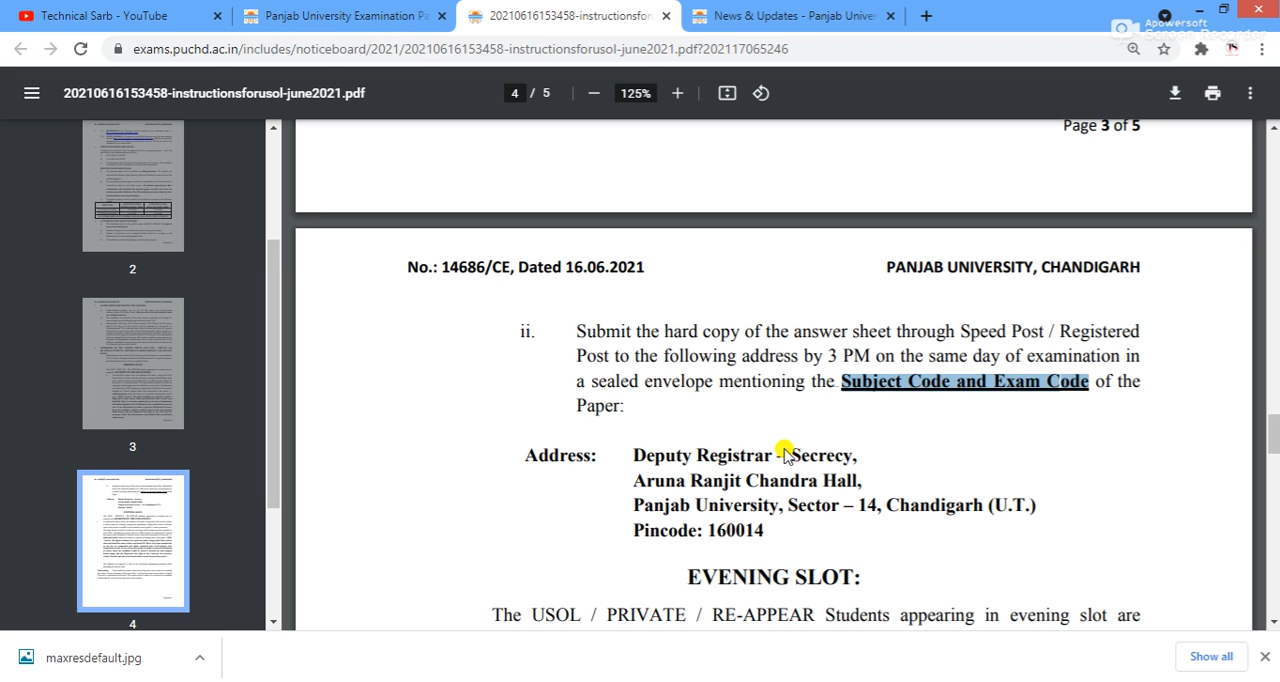 Technical Sarb - YouTube
Panjab University Examination Pa
20210616153458-instructionsfor
News & Updates - Panjab Univer
Apowersoft
Screen Recorder
exams.puchd.ac.in/includes/noticeboard/2021/20210616153458-instructionsforusol-june2021.pdf?202117065246
20210616153458-instructionsforusol-june2021.pdf
4 / 5
125%
2
3
4
Page 3 of 5
No.: 14686/CE, Dated 16.06.2021 PANJAB UNIVERSITY, CHANDIGARH
ii. Submit the hard copy of the answer sheet through Speed Post / Registered
Post to the following address by 3 PM on the same day of examination in
a sealed envelope mentioning the Subject Code and Exam Code of the
Paper:
Address: Deputy Registrar – Secrecy,
Aruna Ranjit Chandra Hall,
Panjab University, Sector – 14, Chandigarh (U.T.)
Pincode: 160014
EVENING SLOT:
The USOL / PRIVATE / RE-APPEAR Students appearing in evening slot are
maxresdefault.jpg
Show all